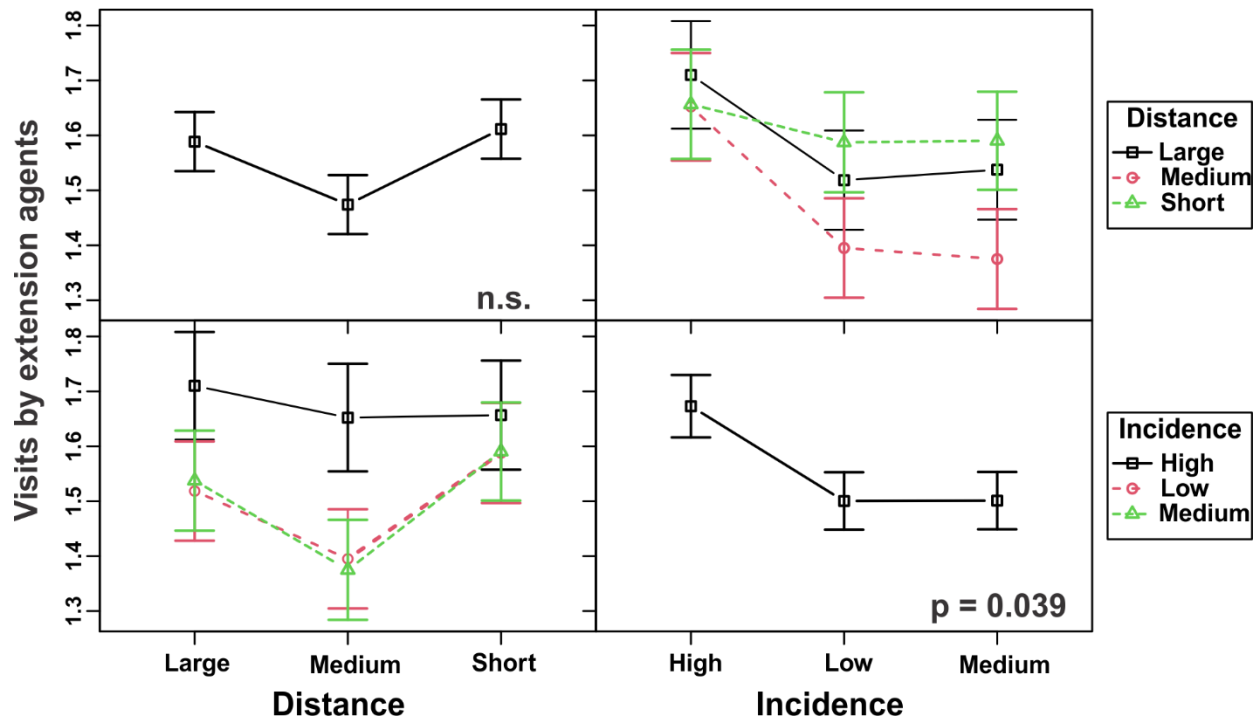 Visits by extension agents
1.8
1.7
1.6
1.5
1.4
1.3
n.s.
Distance
Large
Medium
Short
1.8
1.7
1.6
1.5
1.4
1.3
p = 0.039
Incidence
High
Low
Medium
Large Medium Short
High Low Medium
Distance
Incidence